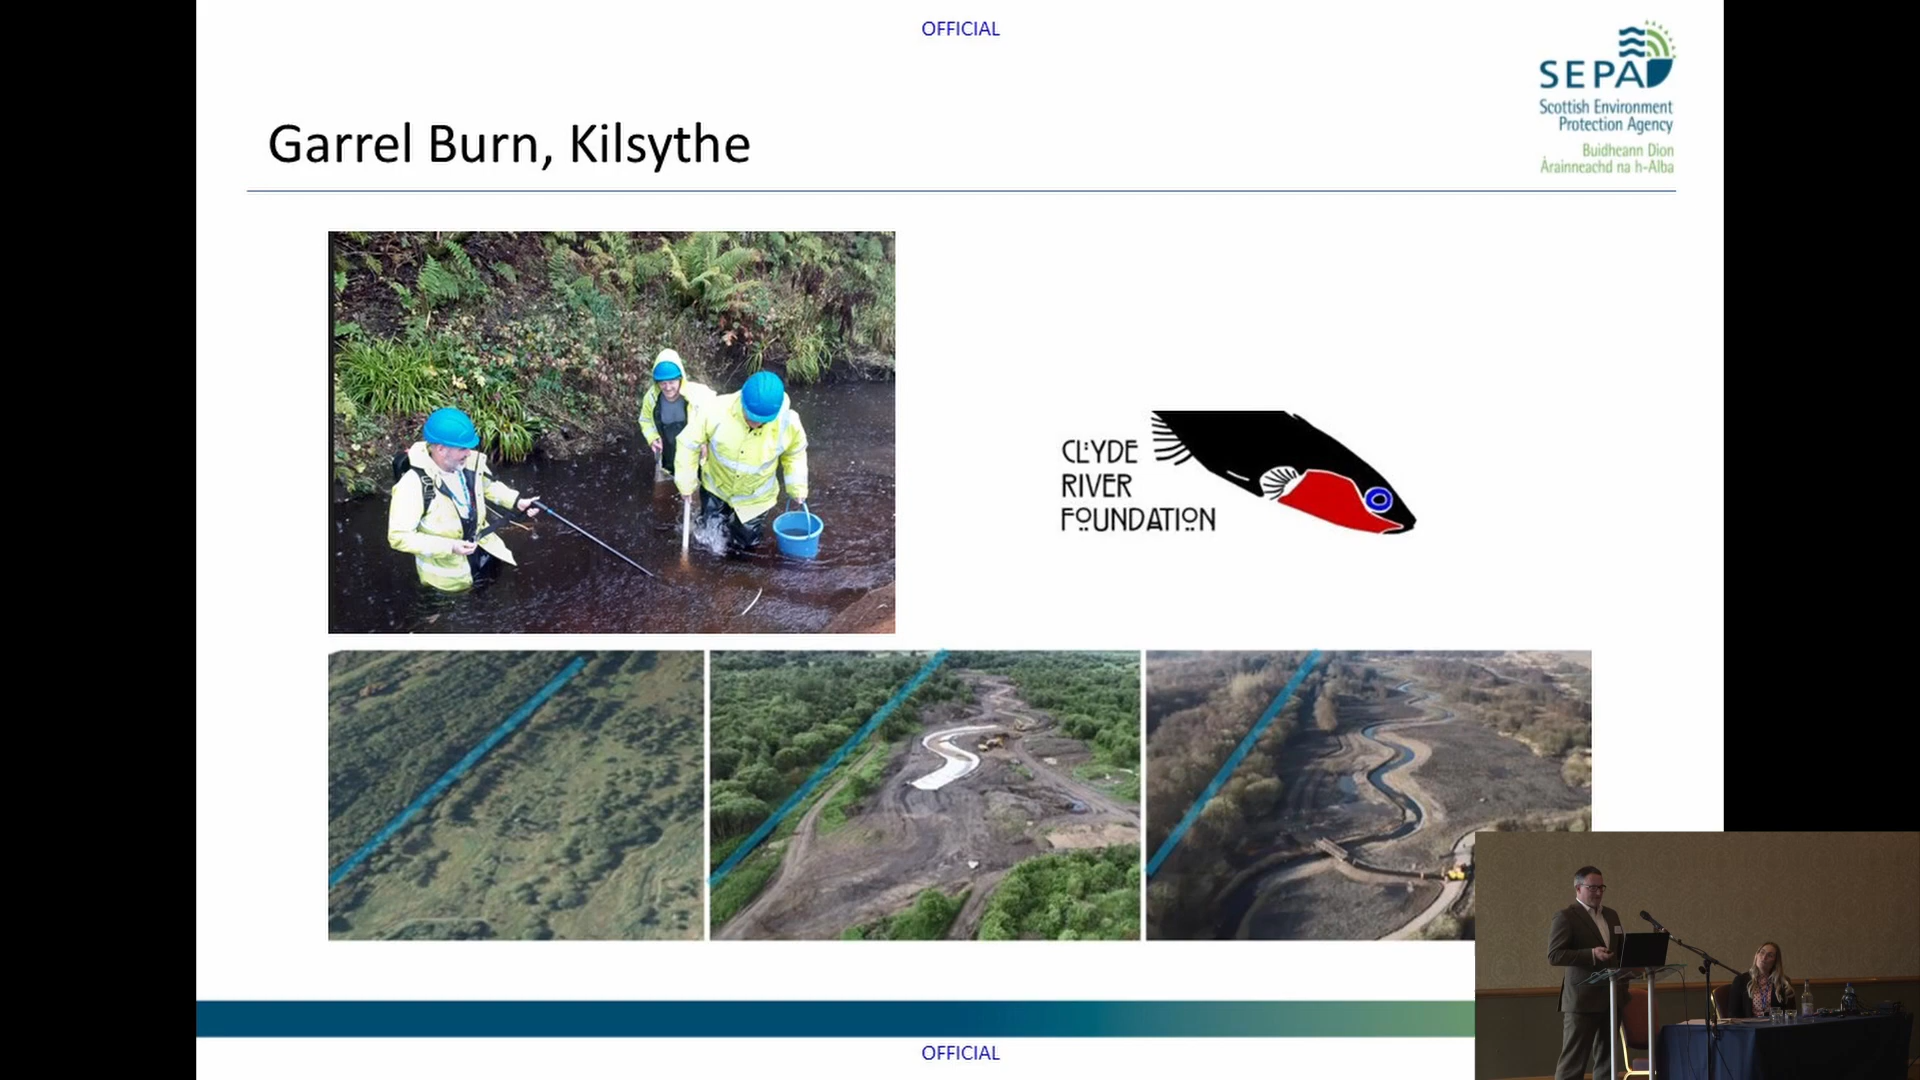 OFFICIAL
SEPA
Scottish Environment
Protection Agency
Buidheann Dìon
Àrainneachd na h-Alba
Garrel Burn, Kilsythe
CLYDE
RIVER
FOUNDATION
OFFICIAL